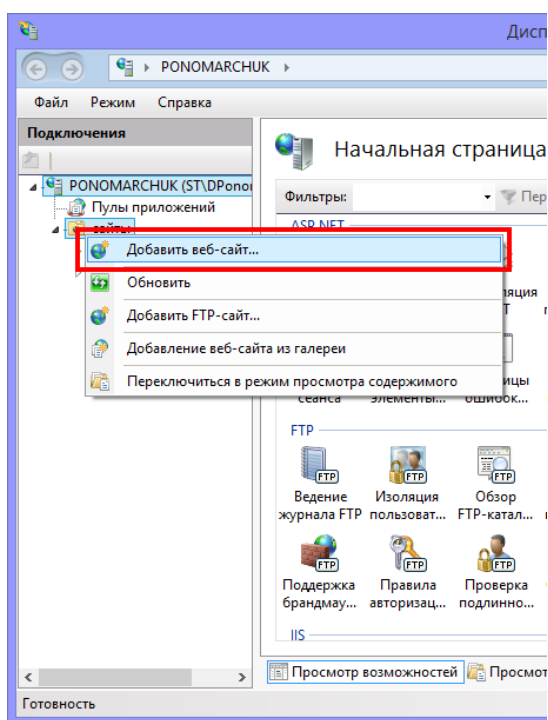 Дисп
PONOMARCHUK
Файл Режим Справка
Подключения
Начальная страница
PONOMARCHUK (ST\DPonor
Пулы приложений
сайты
Фильтры:
Пер
ASP.NET
Добавить веб-сайт...
Обновить
Добавить FTP-сайт...
Добавление веб-сайта из галереи
Переключиться в режим просмотра содержимого
сеанса элементы... ошибок...
FTP
Ведение Изоляция Обзор
журнала FTP пользоват... FTP-катал...
Поддержка Правила Проверка
брандмау... авторизац... подлинно...
IIS
Просмотр возможностей Просмот
Готовность